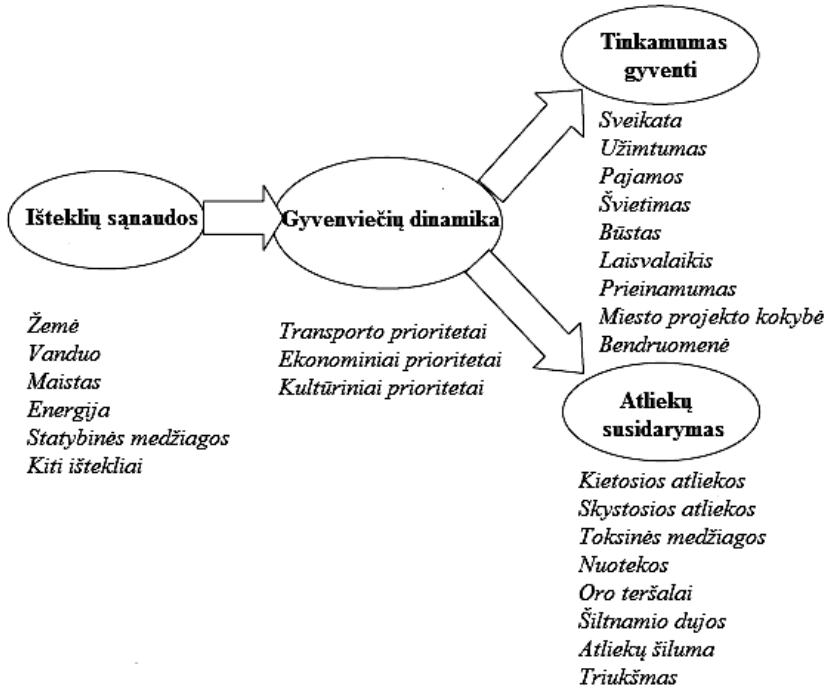 Išteklių sąnaudos
Žemė
Vanduo
Maistas
Energija
Statybinės medžiagos
Kiti ištekliai
Gyvenviečių dinamika
Transporto prioritetai
Ekonominiai prioritetai
Kultūriniai prioritetai
Tinkamumas
gyventi
Sveikata
Užimtumas
Pajamos
Švietimas
Būstas
Laisvalaikis
Prieinamumas
Miesto projekto kokybė
Bendruomenė
Atliekų
susidarymas
Kietosios atliekos
Skystosios atliekos
Toksinės medžiagos
Nuotekos
Oro teršalai
Šiltnamio dujos
Atliekų šiluma
Triukšmas